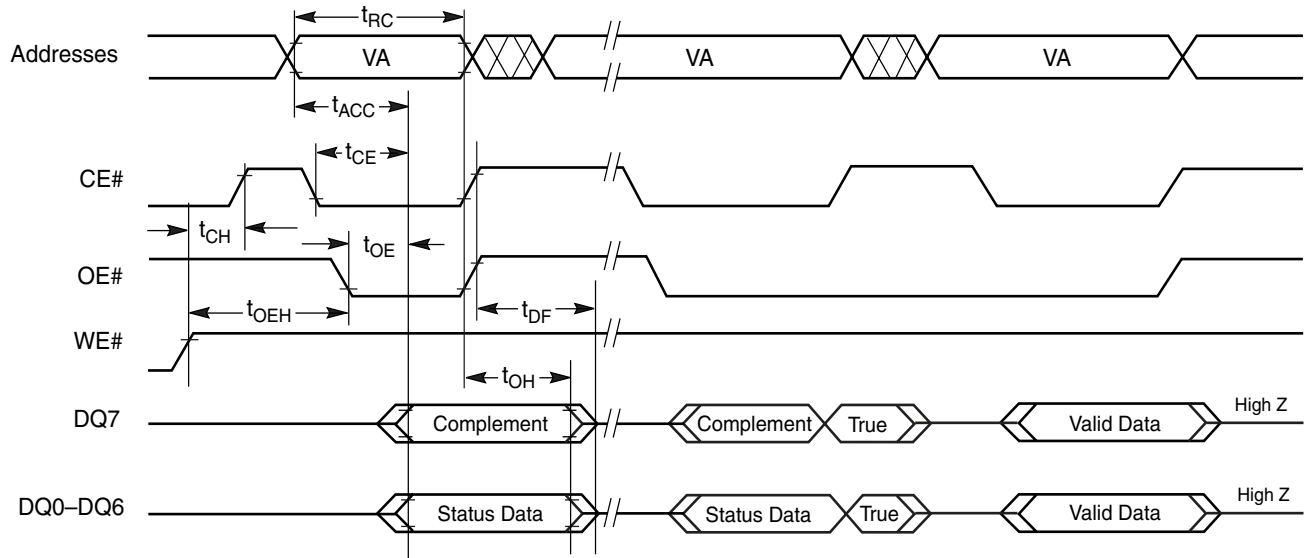 tRC
Addresses VA VA VA
tACC
tCE
CE#
tCH tOE
OE#
tOEH tDF
WE#
tOH
DQ7 Complement Complement True Valid Data High Z
DQ0–DQ6 Status Data Status Data True Valid Data High Z